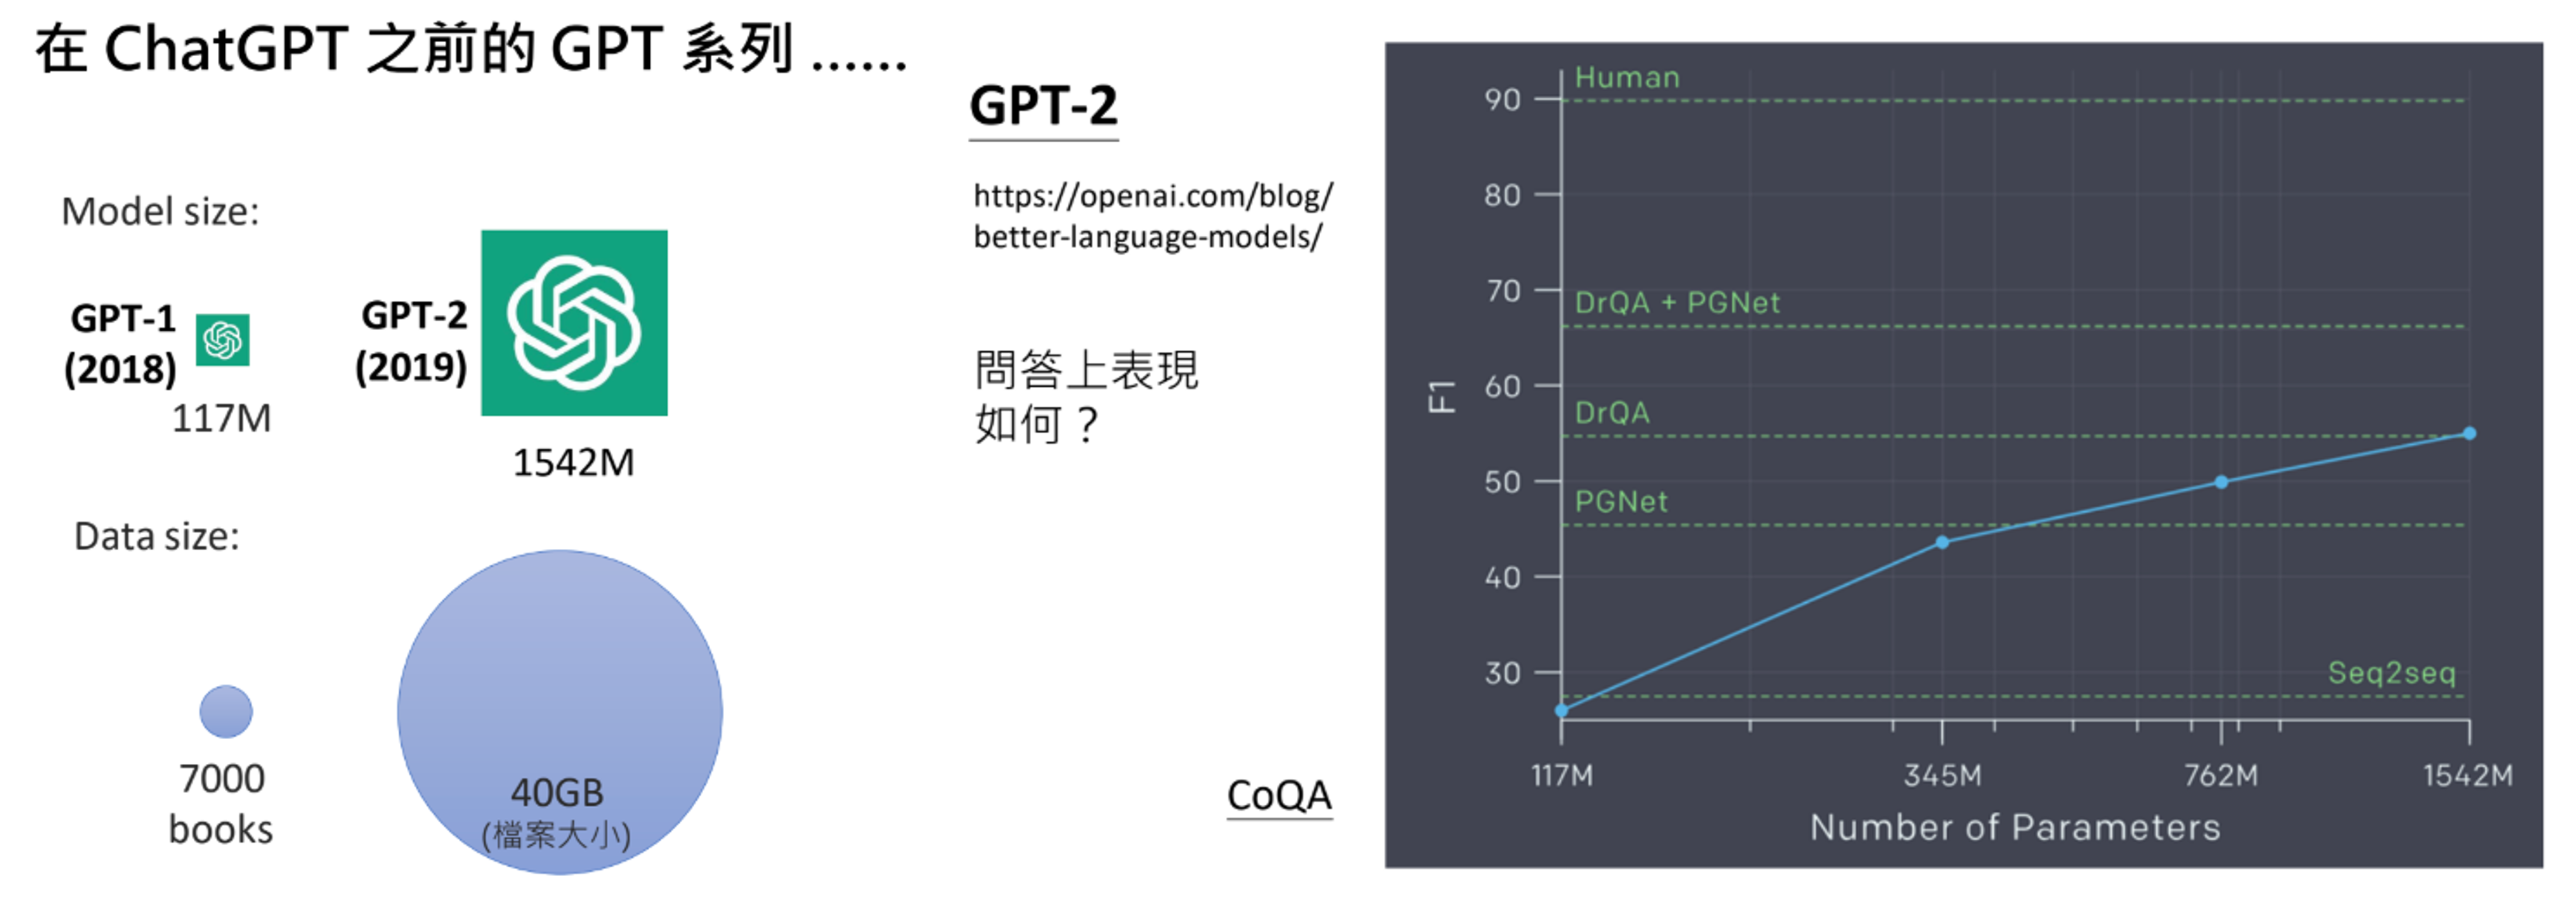 在 ChatGPT 之前的 GPT 系列 ......
Model size:
GPT-1
(2018)
117M
GPT-2
(2019)
1542M
Data size:
7000
books
40GB
(檔案大小)
GPT-2
https://openai.com/blog/
better-language-models/
問答上表現
如何？
CoQA
Human
90
80
70
DrQA + PGNet
F1
60
DrQA
50
PGNet
40
30
Seq2seq
117M
345M
762M
1542M
Number of Parameters